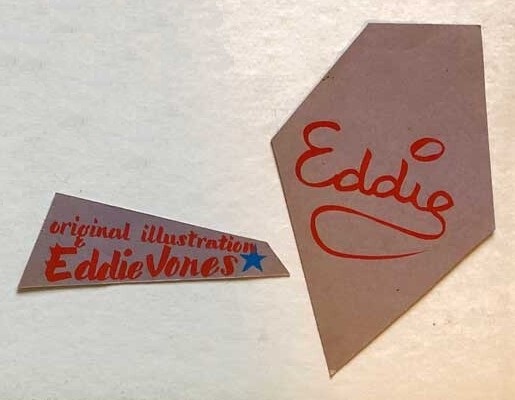 original illustration
& Eddie Vones
Eddie